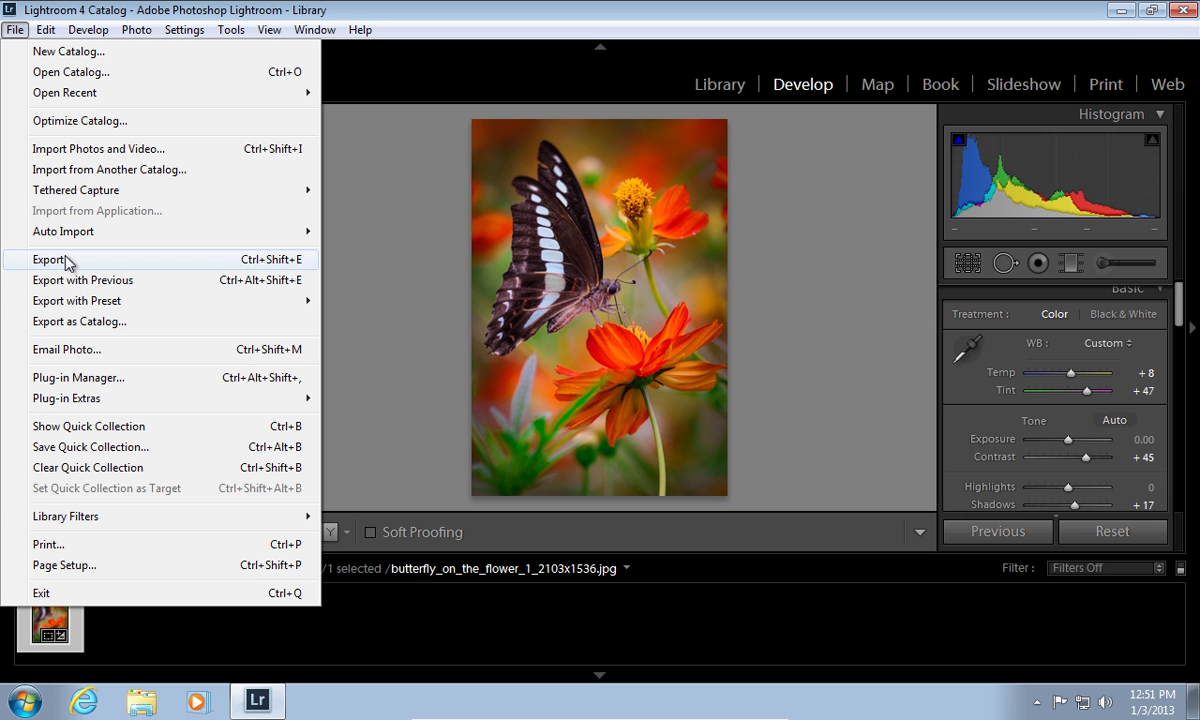 Lr Lightroom 4 Catalog - Adobe Photoshop Lightroom - Library
File Edit Develop Photo Settings Tools View Window Help
New Catalog...
Open Catalog... Ctrl+O
Open Recent
Optimize Catalog...
Import Photos and Video... Ctrl+Shift+I
Import from Another Catalog...
Tethered Capture
Import from Application...
Auto Import
Export Ctrl+Shift+E
Export with Previous Ctrl+Alt+Shift+E
Export with Preset
Export as Catalog...
Email Photo... Ctrl+Shift+M
Plug-in Manager... Ctrl+Alt+Shift+,
Plug-in Extras
Show Quick Collection Ctrl+B
Save Quick Collection... Ctrl+Alt+B
Clear Quick Collection Ctrl+Shift+B
Set Quick Collection as Target Ctrl+Shift+Alt+B
Library Filters
Print... Ctrl+P
Page Setup... Ctrl+Shift+P
Exit Ctrl+Q
Library | Develop | Map | Book | Slideshow | Print | Web
Histogram
Basic
Treatment : Color | Black & White
WB : Custom
Temp + 8
Tint + 47
Tone Auto
Exposure 0.00
Contrast + 45
Highlights 0
Shadows + 17
Previous Reset
Y Soft Proofing
/1 selected /butterfly_on_the_flower_1_2103x1536.jpg
Filter : Filters Off
Lr
12:51 PM
1/3/2013